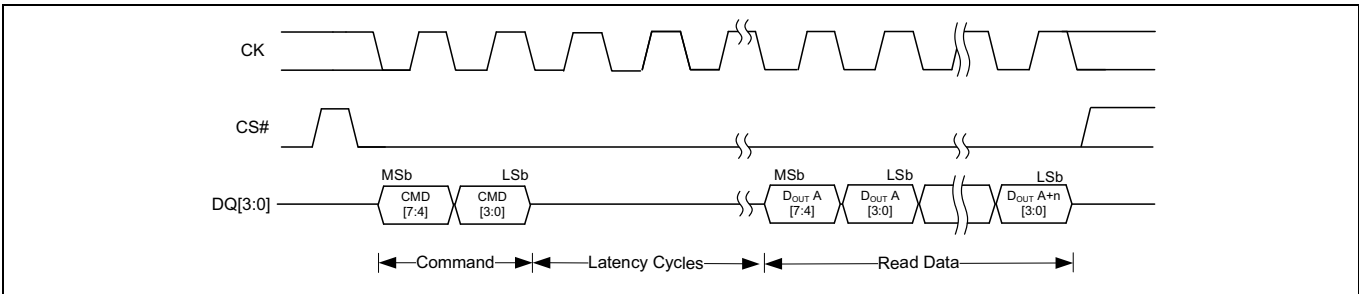 CK
CS#
MSb LSb MSb LSb LSb
DQ[3:0] CMD [7:4] CMD [3:0] DOUT A [7:4] DOUT A [3:0] DOUT A+n [3:0]
Command Latency Cycles Read Data